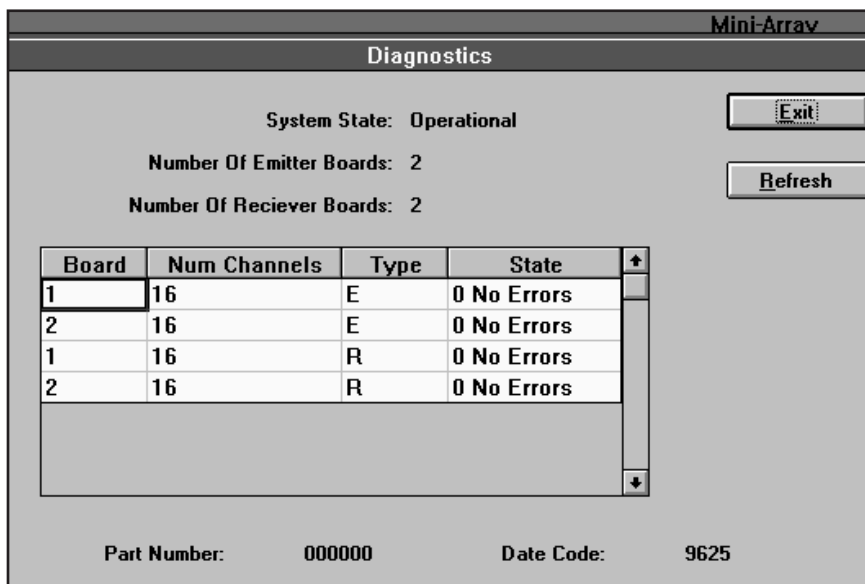 Mini-Array
Diagnostics
System State: Operational
Exit
Number Of Emitter Boards: 2
Refresh
Number Of Reciever Boards: 2
Board Num Channels Type State
1 16 E 0 No Errors
2 16 E 0 No Errors
1 16 R 0 No Errors
2 16 R 0 No Errors
Part Number: 000000 Date Code: 9625